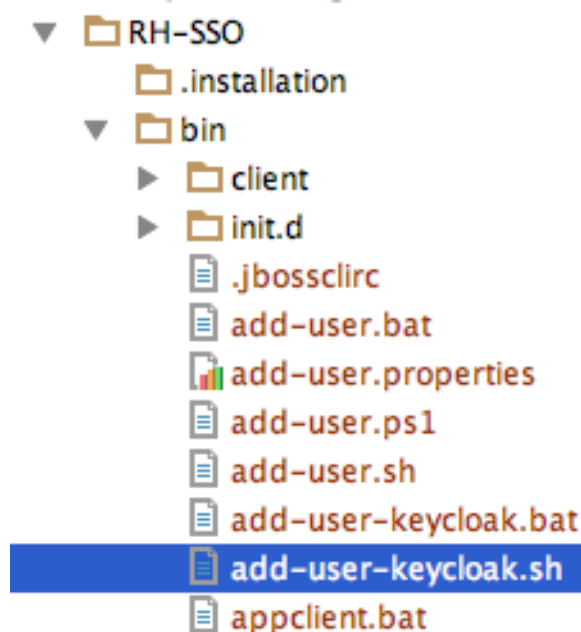 RH-SSO
.installation
bin
client
init.d
.jbossclirc
add-user.bat
add-user.properties
add-user.ps1
add-user.sh
add-user-keycloak.bat
add-user-keycloak.sh
appclient.bat